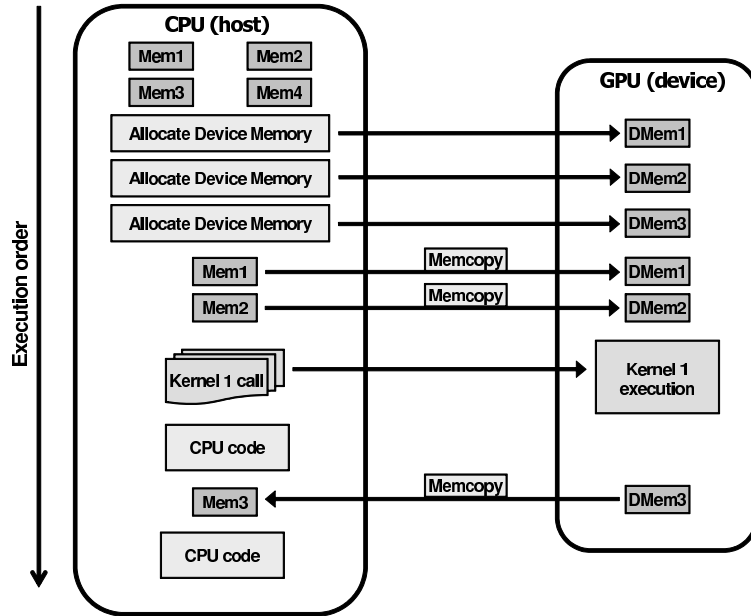 CPU (host)
Mem1
Mem2
Mem3
Mem4
GPU (device)
Allocate Device Memory
DMem1
Allocate Device Memory
DMem2
Allocate Device Memory
DMem3
Mem1
Memcopy
DMem1
Mem2
Memcopy
DMem2
Execution order
Kernel 1 call
Kernel 1
execution
CPU code
Mem3
Memcopy
DMem3
CPU code